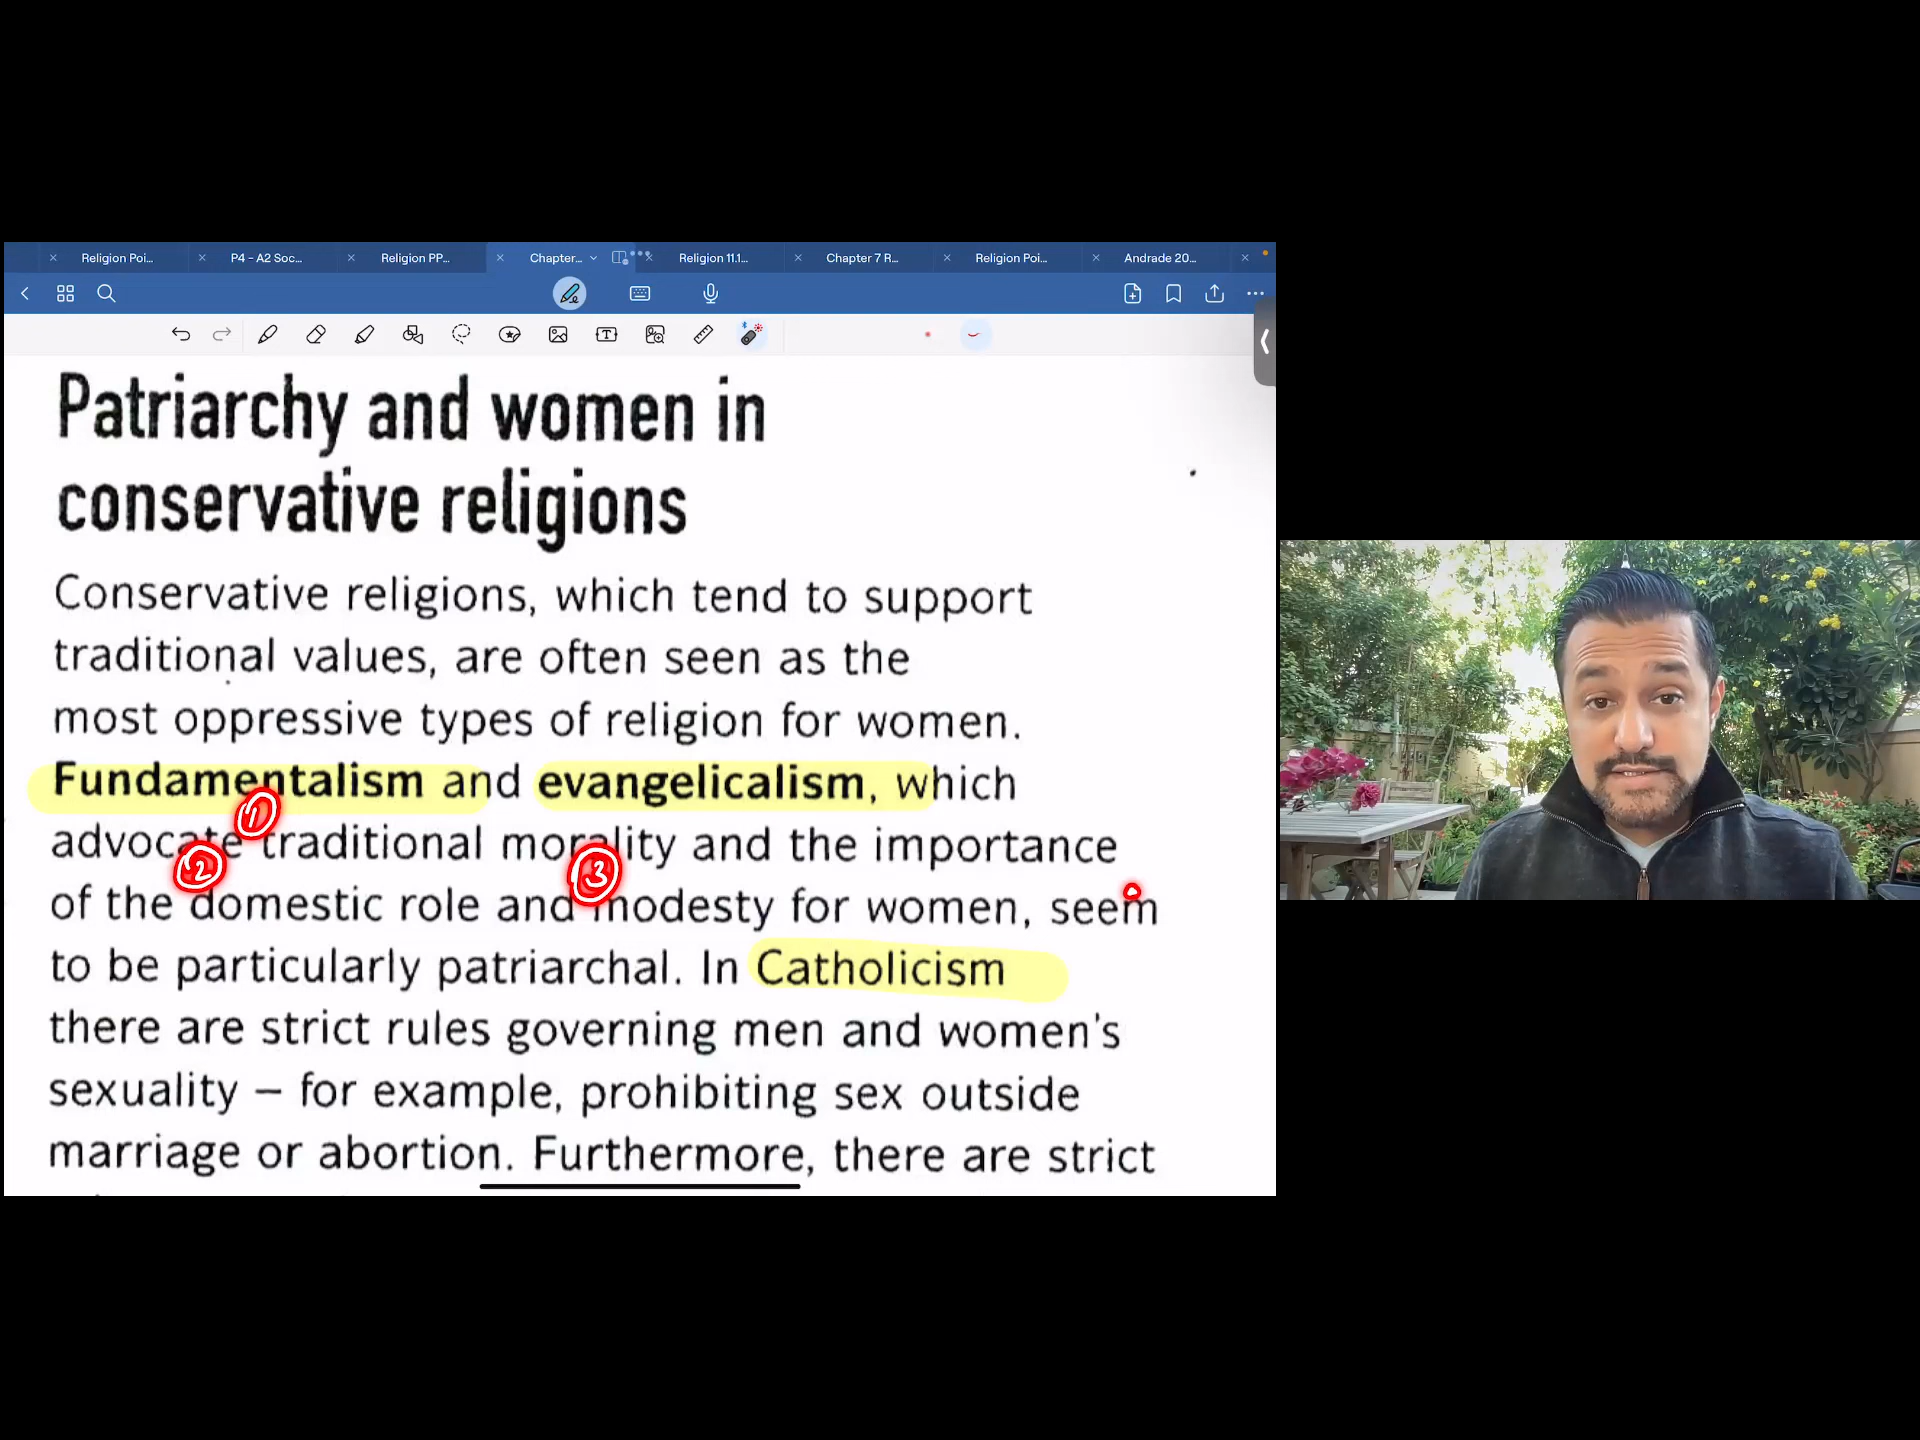 Religion Poi...
P4 - A2 Soc...
Religion PP...
Chapter...
Religion 11.1...
Chapter 7 R...
Religion Poi...
Andrade 20...
Patriarchy and women in
conservative religions
Conservative religions, which tend to support
traditional values, are often seen as the
most oppressive types of religion for women.
Fundamentalism and evangelicalism, which
1
advocate traditional morality and the importance
2 3
of the domestic role and modesty for women, seem
to be particularly patriarchal. In Catholicism
there are strict rules governing men and women's
sexuality – for example, prohibiting sex outside
marriage or abortion. Furthermore, there are strict